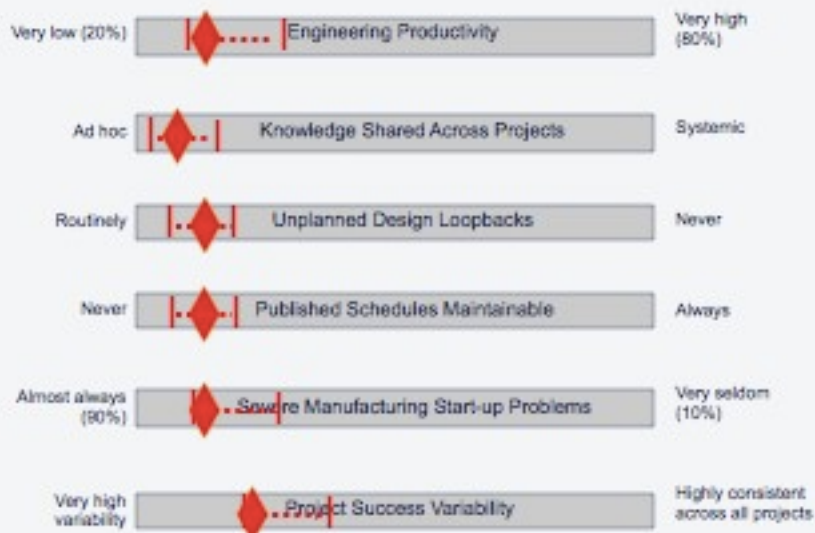 Very low (20%)
Engineering Productivity
Very high
(80%)
Ad hoc
Knowledge Shared Across Projects
Systemic
Routinely
Unplanned Design Loopbacks
Never
Never
Published Schedules Maintainable
Always
Almost always
(90%)
Severe Manufacturing Start-up Problems
Very seldom
(10%)
Very high
variability
Project Success Variability
Highly consistent
across all projects